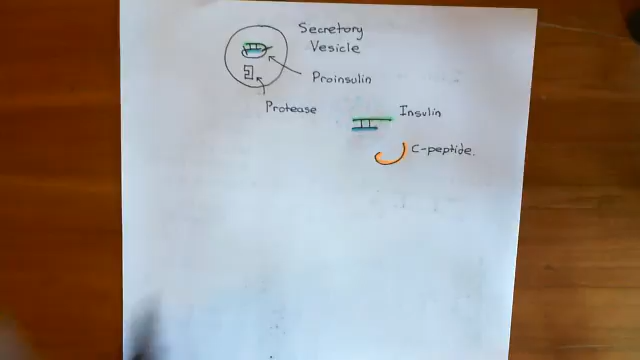 Secretory
Vesicle
Proinsulin
Protease
Insulin
C-peptide.